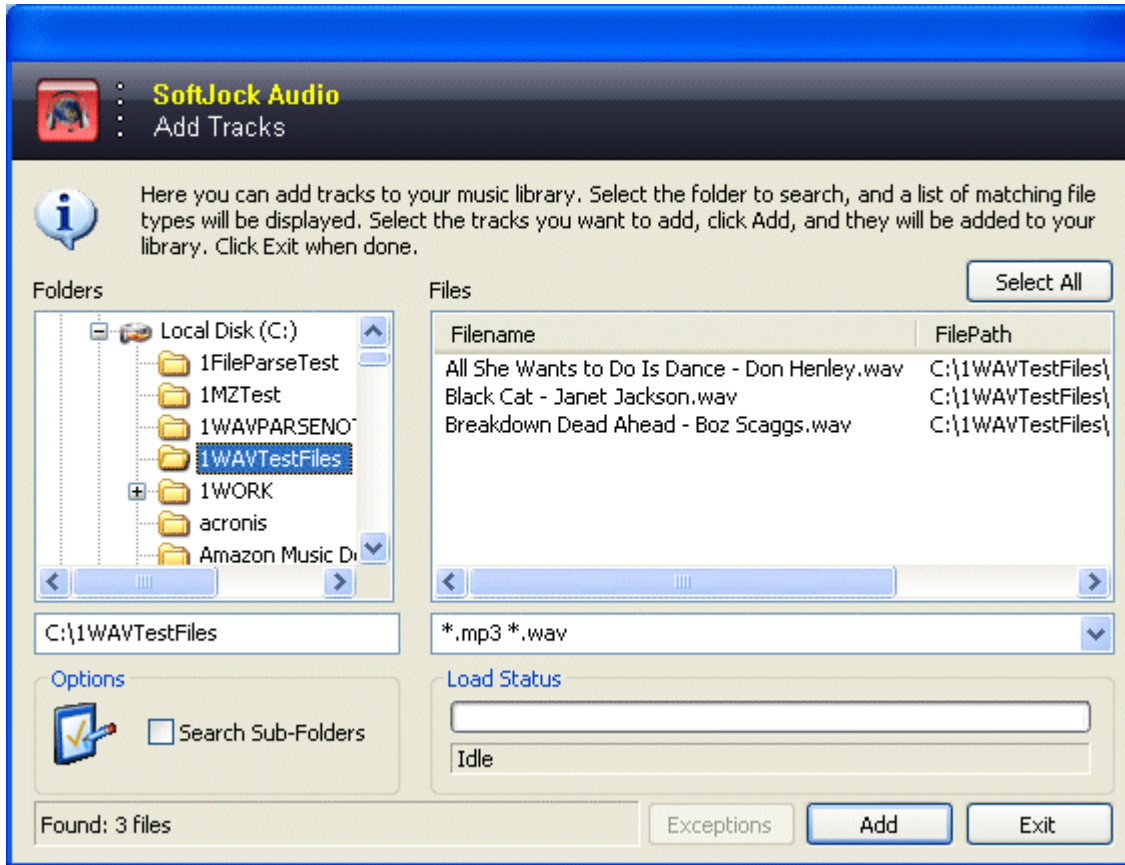 SoftJock Audio
Add Tracks
Here you can add tracks to your music library. Select the folder to search, and a list of matching file
types will be displayed. Select the tracks you want to add, click Add, and they will be added to your
library. Click Exit when done.
Folders
Files
Select All
Local Disk (C:)
1FileParseTest
1MZTest
1WAVPARSENO
1WAVTestFiles
1WORK
acronis
Amazon Music D
Filename
FilePath
All She Wants to Do Is Dance - Don Henley.wav
C:\1WAVTestFiles\
Black Cat - Janet Jackson.wav
C:\1WAVTestFiles\
Breakdown Dead Ahead - Boz Scaggs.wav
C:\1WAVTestFiles\
C:\1WAVTestFiles
*.mp3 *.wav
Options
Search Sub-Folders
Load Status
Idle
Found: 3 files
Exceptions
Add
Exit